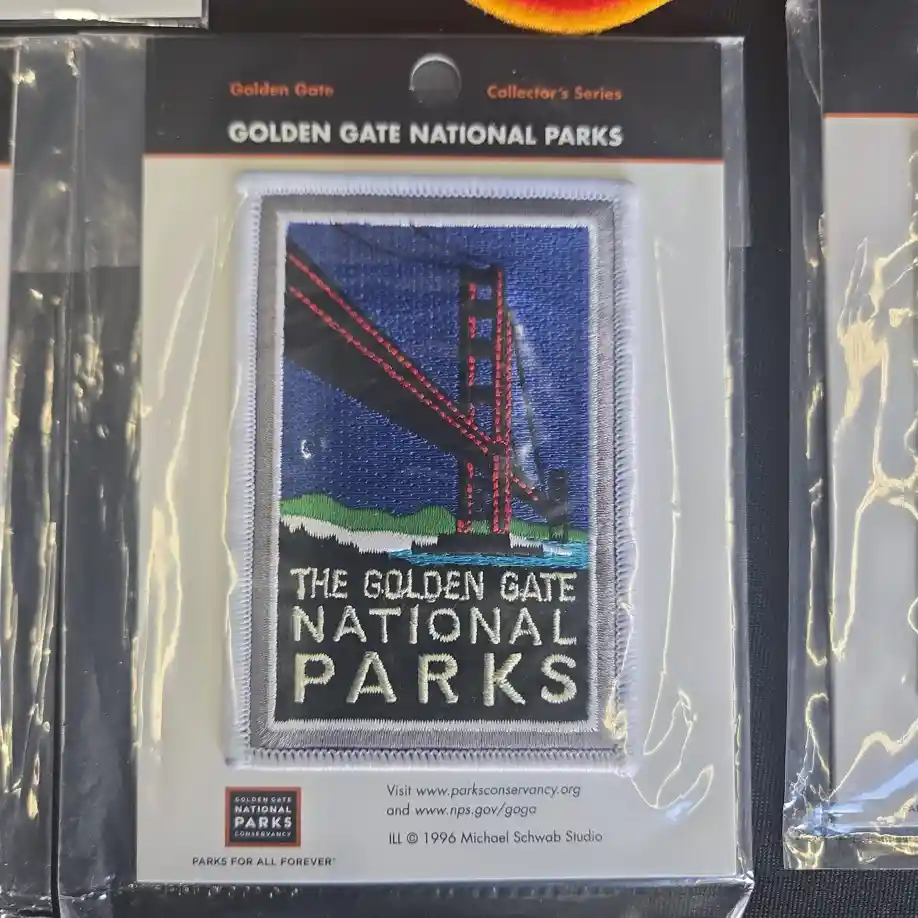 Golden Gate
Collector's Series
GOLDEN GATE NATIONAL PARKS
THE GOLDEN GATE
NATIONAL
PARKS
GOLDEN GATE
NATIONAL
PARKS
CONSERVANCY
PARKS FOR ALL FOREVER
Visit www.parksconservancy.org
and www.nps.gov/goga
ILL © 1996 Michael Schwab Studio